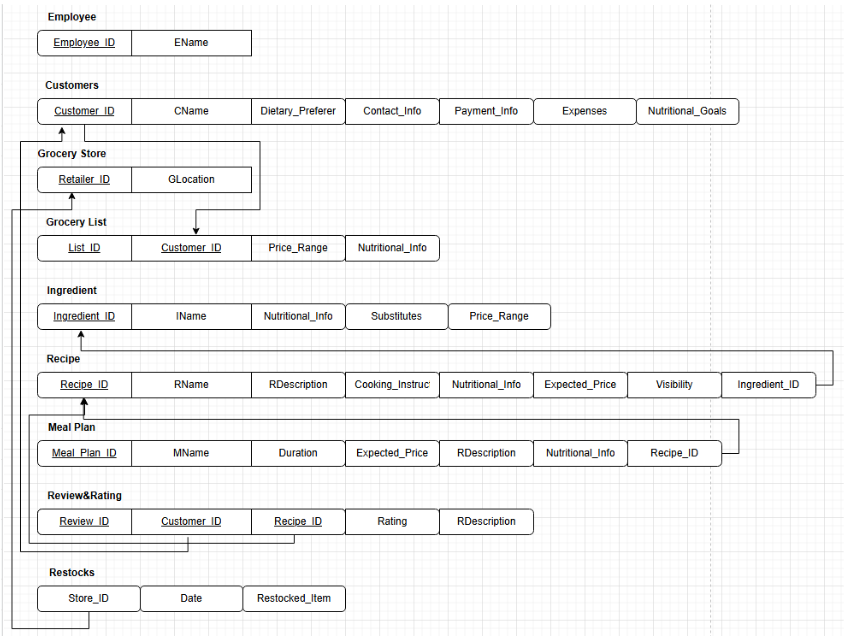 Employee
Employee_ID EName
Customers
Customer_ID CName Dietary_Preferer Contact_Info Payment_Info Expenses Nutritional_Goals
Grocery Store
Retailer_ID GLocation
Grocery List
List_ID Customer_ID Price_Range Nutritional_Info
Ingredient
Ingredient_ID IName Nutritional_Info Substitutes Price_Range
Recipe
Recipe_ID RName RDescription Cooking_Instruc Nutritional_Info Expected_Price Visibility Ingredient_ID
Meal Plan
Meal_Plan_ID MName Duration Expected_Price RDescription Nutritional_Info Recipe_ID
Review&Rating
Review_ID Customer_ID Recipe_ID Rating RDescription
Restocks
Store_ID Date Restocked_Item